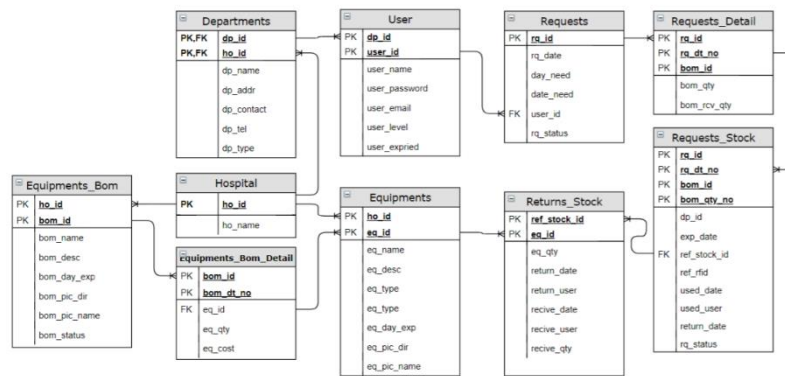 Departments
PK,FK dp_id
PK,FK ho_id
dp_name
dp_addr
dp_contact
dp_tel
dp_type
User
PK dp_id
PK user_id
user_name
user_password
user_email
user_level
user_expried
Requests
PK rq_id
rq_date
day_need
date_need
FK user_id
rq_status
Requests_Detail
PK rq_id
PK rq_dt_no
PK bom_id
bom_qty
bom_rcv_qty
Equipments_Bom
PK ho_id
PK bom_id
bom_name
bom_desc
bom_day_exp
bom_pic_dir
bom_pic_name
bom_status
Hospital
PK ho_id
ho_name
Equipments_Bom_Detail
PK bom_id
PK bom_dt_no
FK eq_id
eq_qty
eq_cost
Equipments
PK ho_id
PK eq_id
eq_name
eq_desc
eq_type
eq_type
eq_day_exp
eq_pic_dir
eq_pic_name
Returns_Stock
PK ref_stock_id
PK eq_id
eq_qty
return_date
return_user
recive_date
recive_user
recive_qty
Requests_Stock
PK rq_id
PK rq_dt_no
PK bom_id
PK bom_qty_no
dp_id
exp_date
FK ref_stock_id
ref_rfid
used_date
used_user
return_date
rq_status